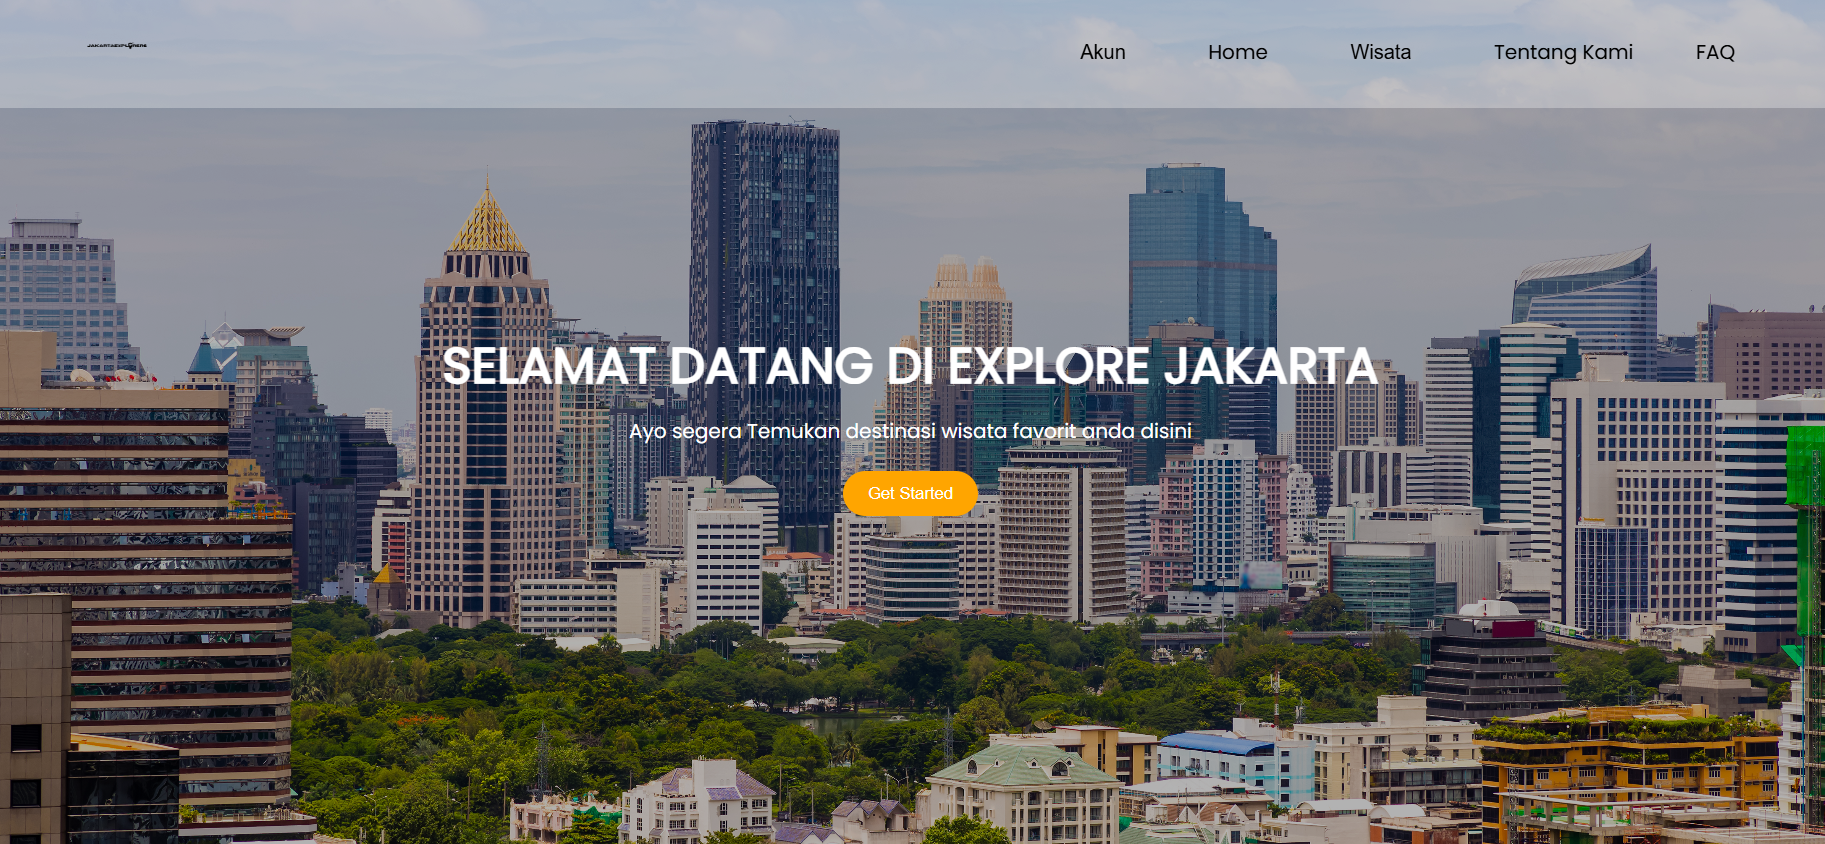 JAKARTAEXPLORERS
Akun Home Wisata Tentang Kami FAQ
SELAMAT DATANG DI EXPLORE JAKARTA
Ayo segera Temukan destinasi wisata favorit anda disini
Get Started